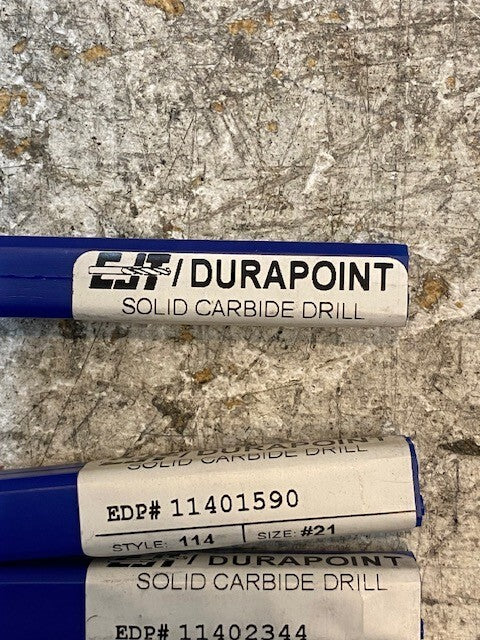 EJT/DURAPOINT
SOLID CARBIDE DRILL
EJT/DURAPOINT
SOLID CARBIDE DRILL
EDP# 11401590
STYLE: 114 SIZE: #21
EJT/DURAPOINT
SOLID CARBIDE DRILL
EDP# 11402344